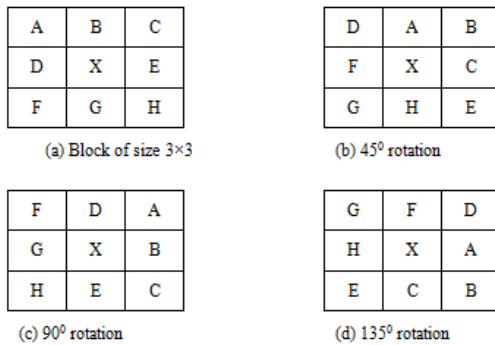 A B C
D X E
F G H
(a) Block of size 3×3
D A B
F X C
G H E
(b) 45⁰ rotation
F D A
G X B
H E C
(c) 90⁰ rotation
G F D
H X A
E C B
(d) 135⁰ rotation